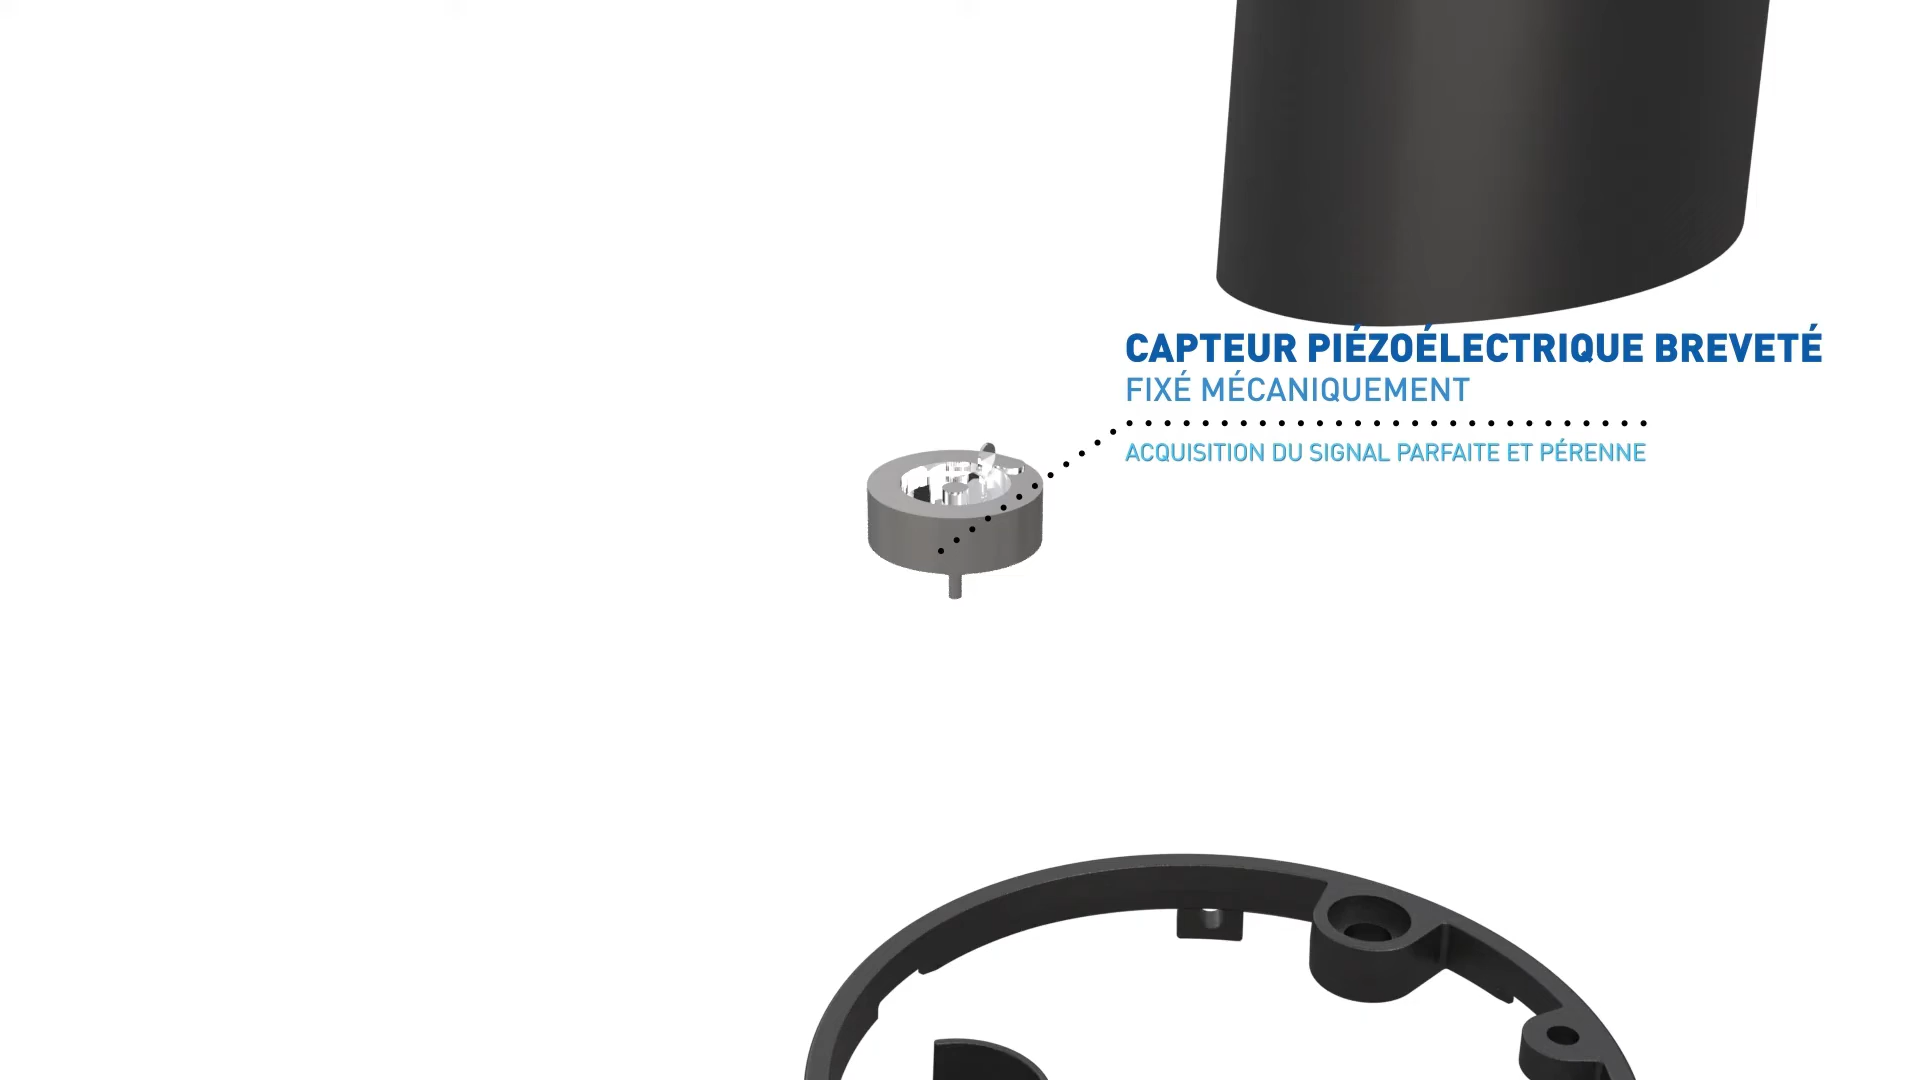 CAPTEUR PIÉZOÉLECTRIQUE BREVETÉ
FIXÉ MÉCANIQUEMENT
ACQUISITION DU SIGNAL PARFAITE ET PÉRENNE